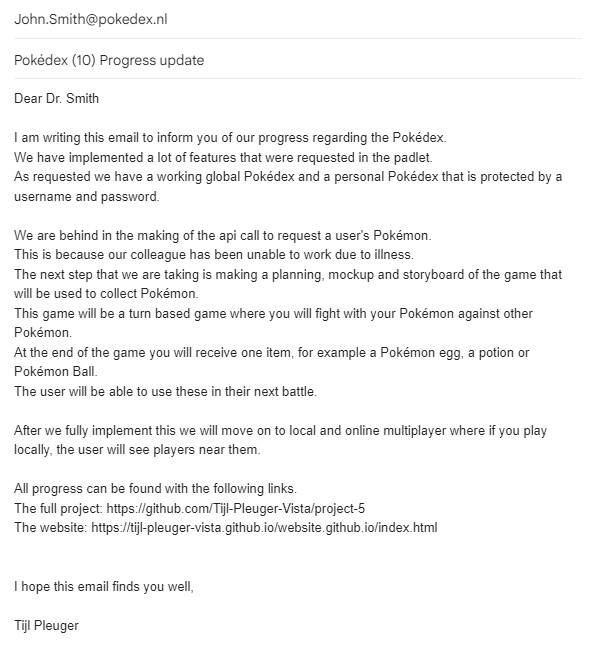 John.Smith@pokedex.nl
Pokédex (10) Progress update
Dear Dr. Smith
I am writing this email to inform you of our progress regarding the Pokédex.
We have implemented a lot of features that were requested in the padlet.
As requested we have a working global Pokédex and a personal Pokédex that is protected by a
username and password.
We are behind in the making of the api call to request a user's Pokémon.
This is because our colleague has been unable to work due to illness.
The next step that we are taking is making a planning, mockup and storyboard of the game that
will be used to collect Pokémon.
This game will be a turn based game where you will fight with your Pokémon against other
Pokémon.
At the end of the game you will receive one item, for example a Pokémon egg, a potion or
Pokémon Ball.
The user will be able to use these in their next battle.
After we fully implement this we will move on to local and online multiplayer where if you play
locally, the user will see players near them.
All progress can be found with the following links.
The full project: https://github.com/Tijl-Pleuger-Vista/project-5
The website: https://tijl-pleuger-vista.github.io/website.github.io/index.html
I hope this email finds you well,
Tijl Pleuger